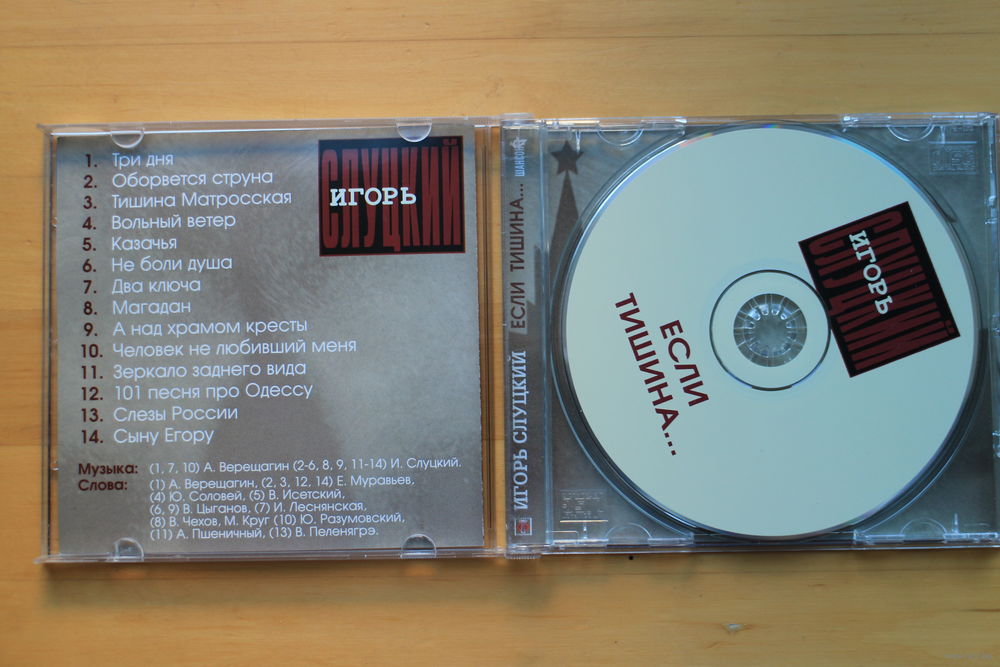 1. Три дня
2. Оборвется струна
3. Тишина Матросская
4. Вольный ветер
5. Казачья
6. Не боли душа
7. Два ключа
8. Магадан
9. А над храмом кресты
10. Человек не любивший меня
11. Зеркало заднего вида
12. 101 песня про Одессу
13. Слезы России
14. Сыну Егору
Музыка: (1, 7, 10) А. Верещагин (2-6, 8, 9, 11-14) И. Слуцкий.
Слова: (1) А. Верещагин, (2, 3, 12, 14) Е. Муравьев,
(4) Ю. Соловей, (5) В. Исетский,
(6, 9) В. Цыганов, (7) И. Леснянская,
(8) В. Чехов, М. Круг (10) Ю. Разумовский,
(11) А. Пшеничный, (13) В. Пеленягрэ.
СЛУЦКИЙ
ИГОРЬ
ИГОРЬ СЛУЦКИЙ ЕСЛИ ТИШИНА... ШАНСОН
СЛУЦКИЙ
ИГОРЬ
ЕСЛИ
ТИШИНА...